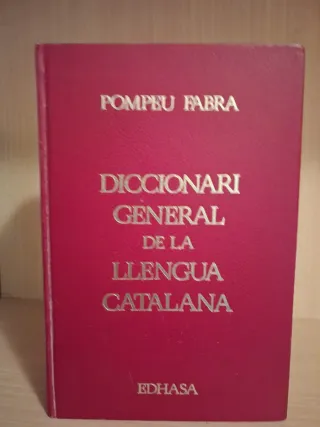 POMPEU FABRA
DICCIONARI
GENERAL
DE LA
LLENGUA
CATALANA
EDHASA